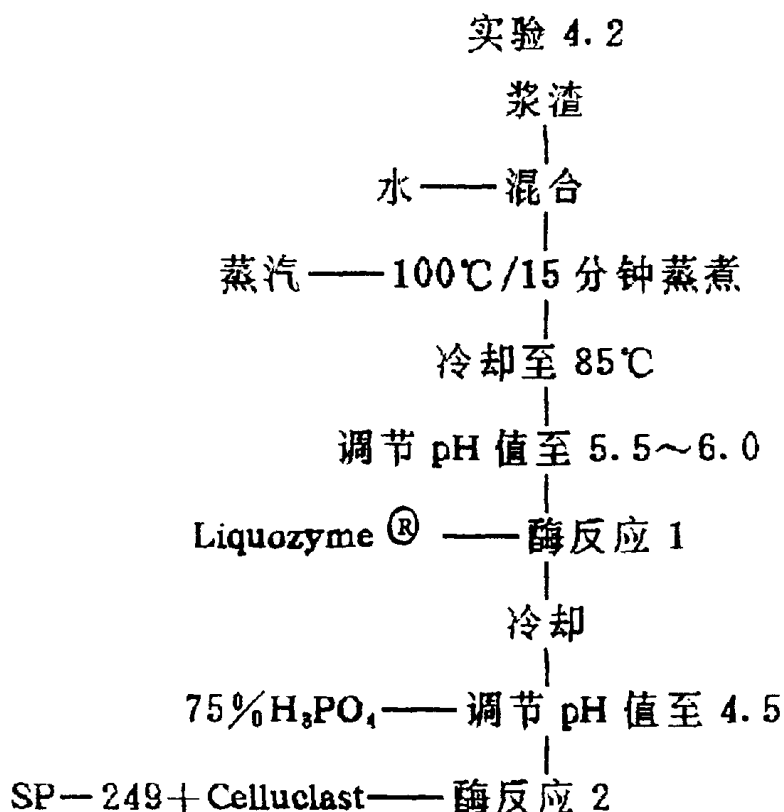 实验 4.2
浆渣
水——混合
蒸汽——100℃/15 分钟蒸煮
冷却至 85℃
调节 pH 值至 5.5～6.0
Liquozyme ® ——酶反应 1
冷却
75%H₃PO₄——调节 pH 值至 4.5
SP－249＋Celluclast——酶反应 2